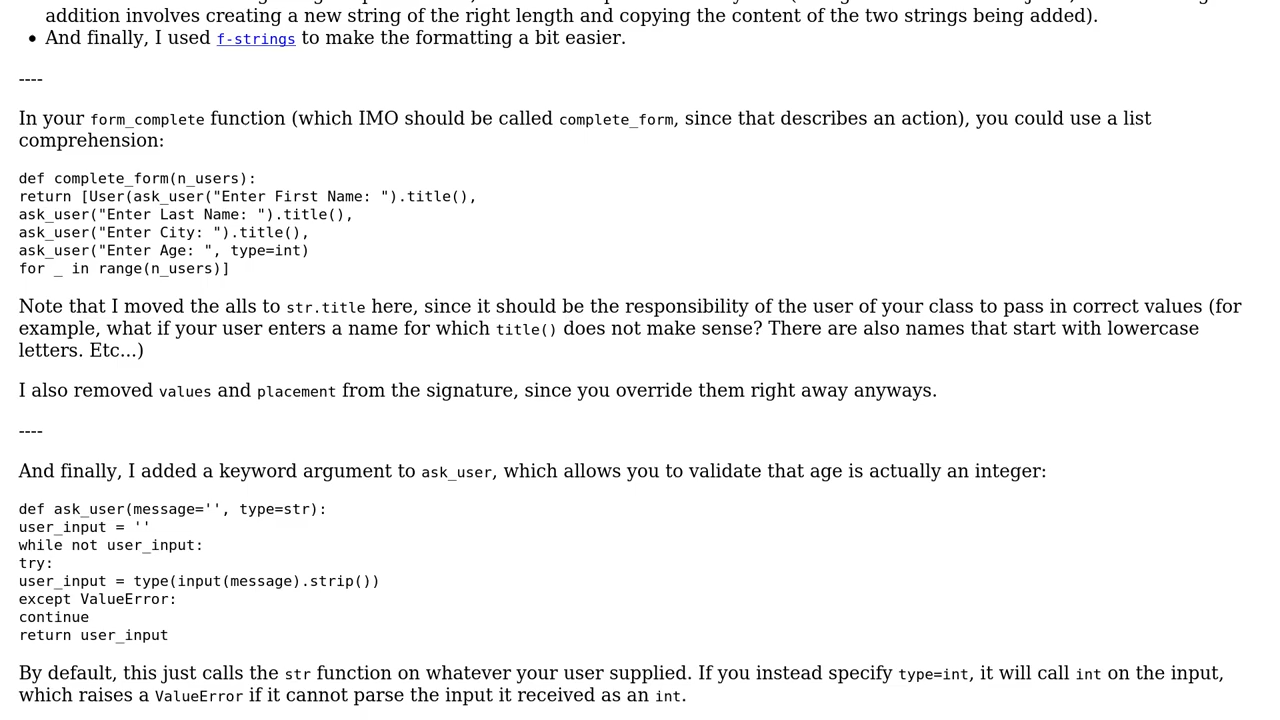 addition involves creating a new string of the right length and copying the content of the two strings being added).
• And finally, I used f-strings to make the formatting a bit easier.
----
In your form_complete function (which IMO should be called complete_form, since that describes an action), you could use a list
comprehension:
def complete_form(n_users):
return [User(ask_user("Enter First Name: ").title(),
ask_user("Enter Last Name: ").title(),
ask_user("Enter City: ").title(),
ask_user("Enter Age: ", type=int)
for _ in range(n_users)]
Note that I moved the alls to str.title here, since it should be the responsibility of the user of your class to pass in correct values (for
example, what if your user enters a name for which title() does not make sense? There are also names that start with lowercase
letters. Etc...)
I also removed values and placement from the signature, since you override them right away anyways.
----
And finally, I added a keyword argument to ask_user, which allows you to validate that age is actually an integer:
def ask_user(message='', type=str):
user_input = ''
while not user_input:
try:
user_input = type(input(message).strip())
except ValueError:
continue
return user_input
By default, this just calls the str function on whatever your user supplied. If you instead specify type=int, it will call int on the input,
which raises a ValueError if it cannot parse the input it received as an int.